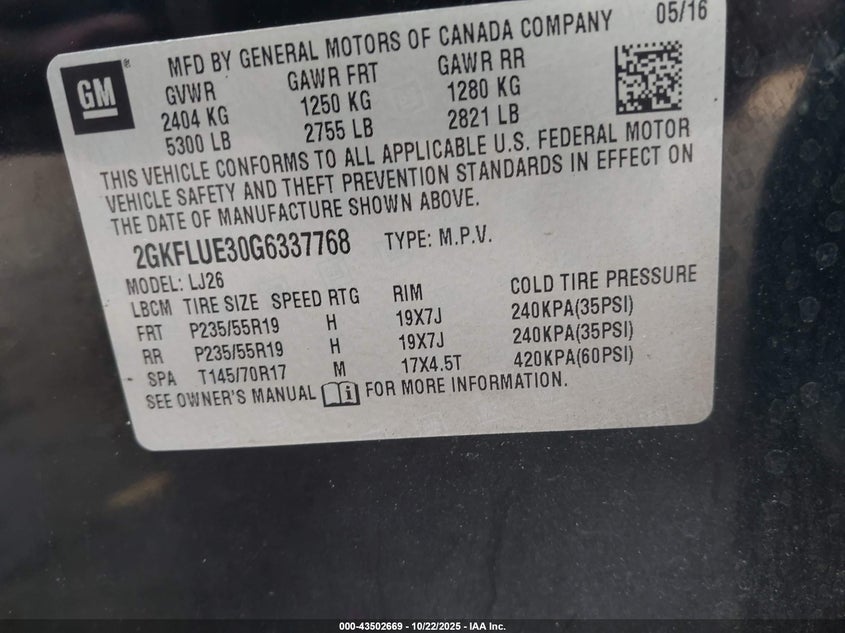 05/16
MFD BY GENERAL MOTORS OF CANADA COMPANY
GM®
GVWR GAWR FRT GAWR RR
2404 KG 1250 KG 1280 KG
5300 LB 2755 LB 2821 LB
THIS VEHICLE CONFORMS TO ALL APPLICABLE U.S. FEDERAL MOTOR
VEHICLE SAFETY AND THEFT PREVENTION STANDARDS IN EFFECT ON
THE DATE OF MANUFACTURE SHOWN ABOVE.
2GKFLUE30G6337768 TYPE: M.P.V.
MODEL: LJ26
LBCM TIRE SIZE SPEED RTG RIM COLD TIRE PRESSURE
FRT P235/55R19 H 19X7J 240KPA(35PSI)
RR P235/55R19 H 19X7J 240KPA(35PSI)
SPA T145/70R17 M 17X4.5T 420KPA(60PSI)
SEE OWNER'S MANUAL FOR MORE INFORMATION.
000-43502669 - 10/22/2025 - IAA Inc.